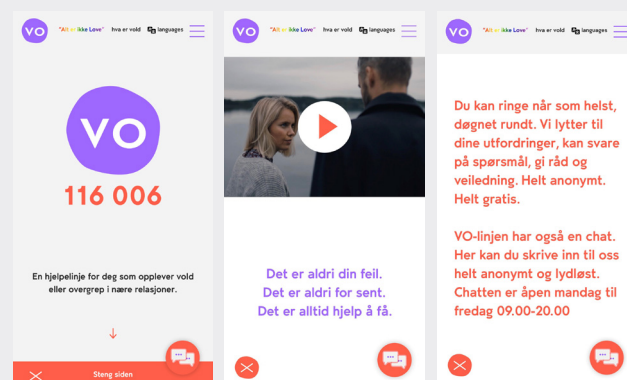 VO
"Alt er ikke Love" hva er vold languages
VO
116 006
En hjelpelinje for deg som opplever vold
eller overgrep i nære relasjoner.
Steng siden
VO
"Alt er ikke Love" hva er vold languages
Det er aldri din feil.
Det er aldri for sent.
Det er alltid hjelp å få.
VO
"Alt er ikke Love" hva er vold languages
Du kan ringe når som helst,
døgnet rundt. Vi lytter til
dine utfordringer, kan svare
på spørsmål, gi råd og
veiledning. Helt anonymt.
Helt gratis.
VO-linjen har også en chat.
Her kan du skrive inn til oss
helt anonymt og lydløst.
Chatten er åpen mandag til
fredag 09.00-20.00